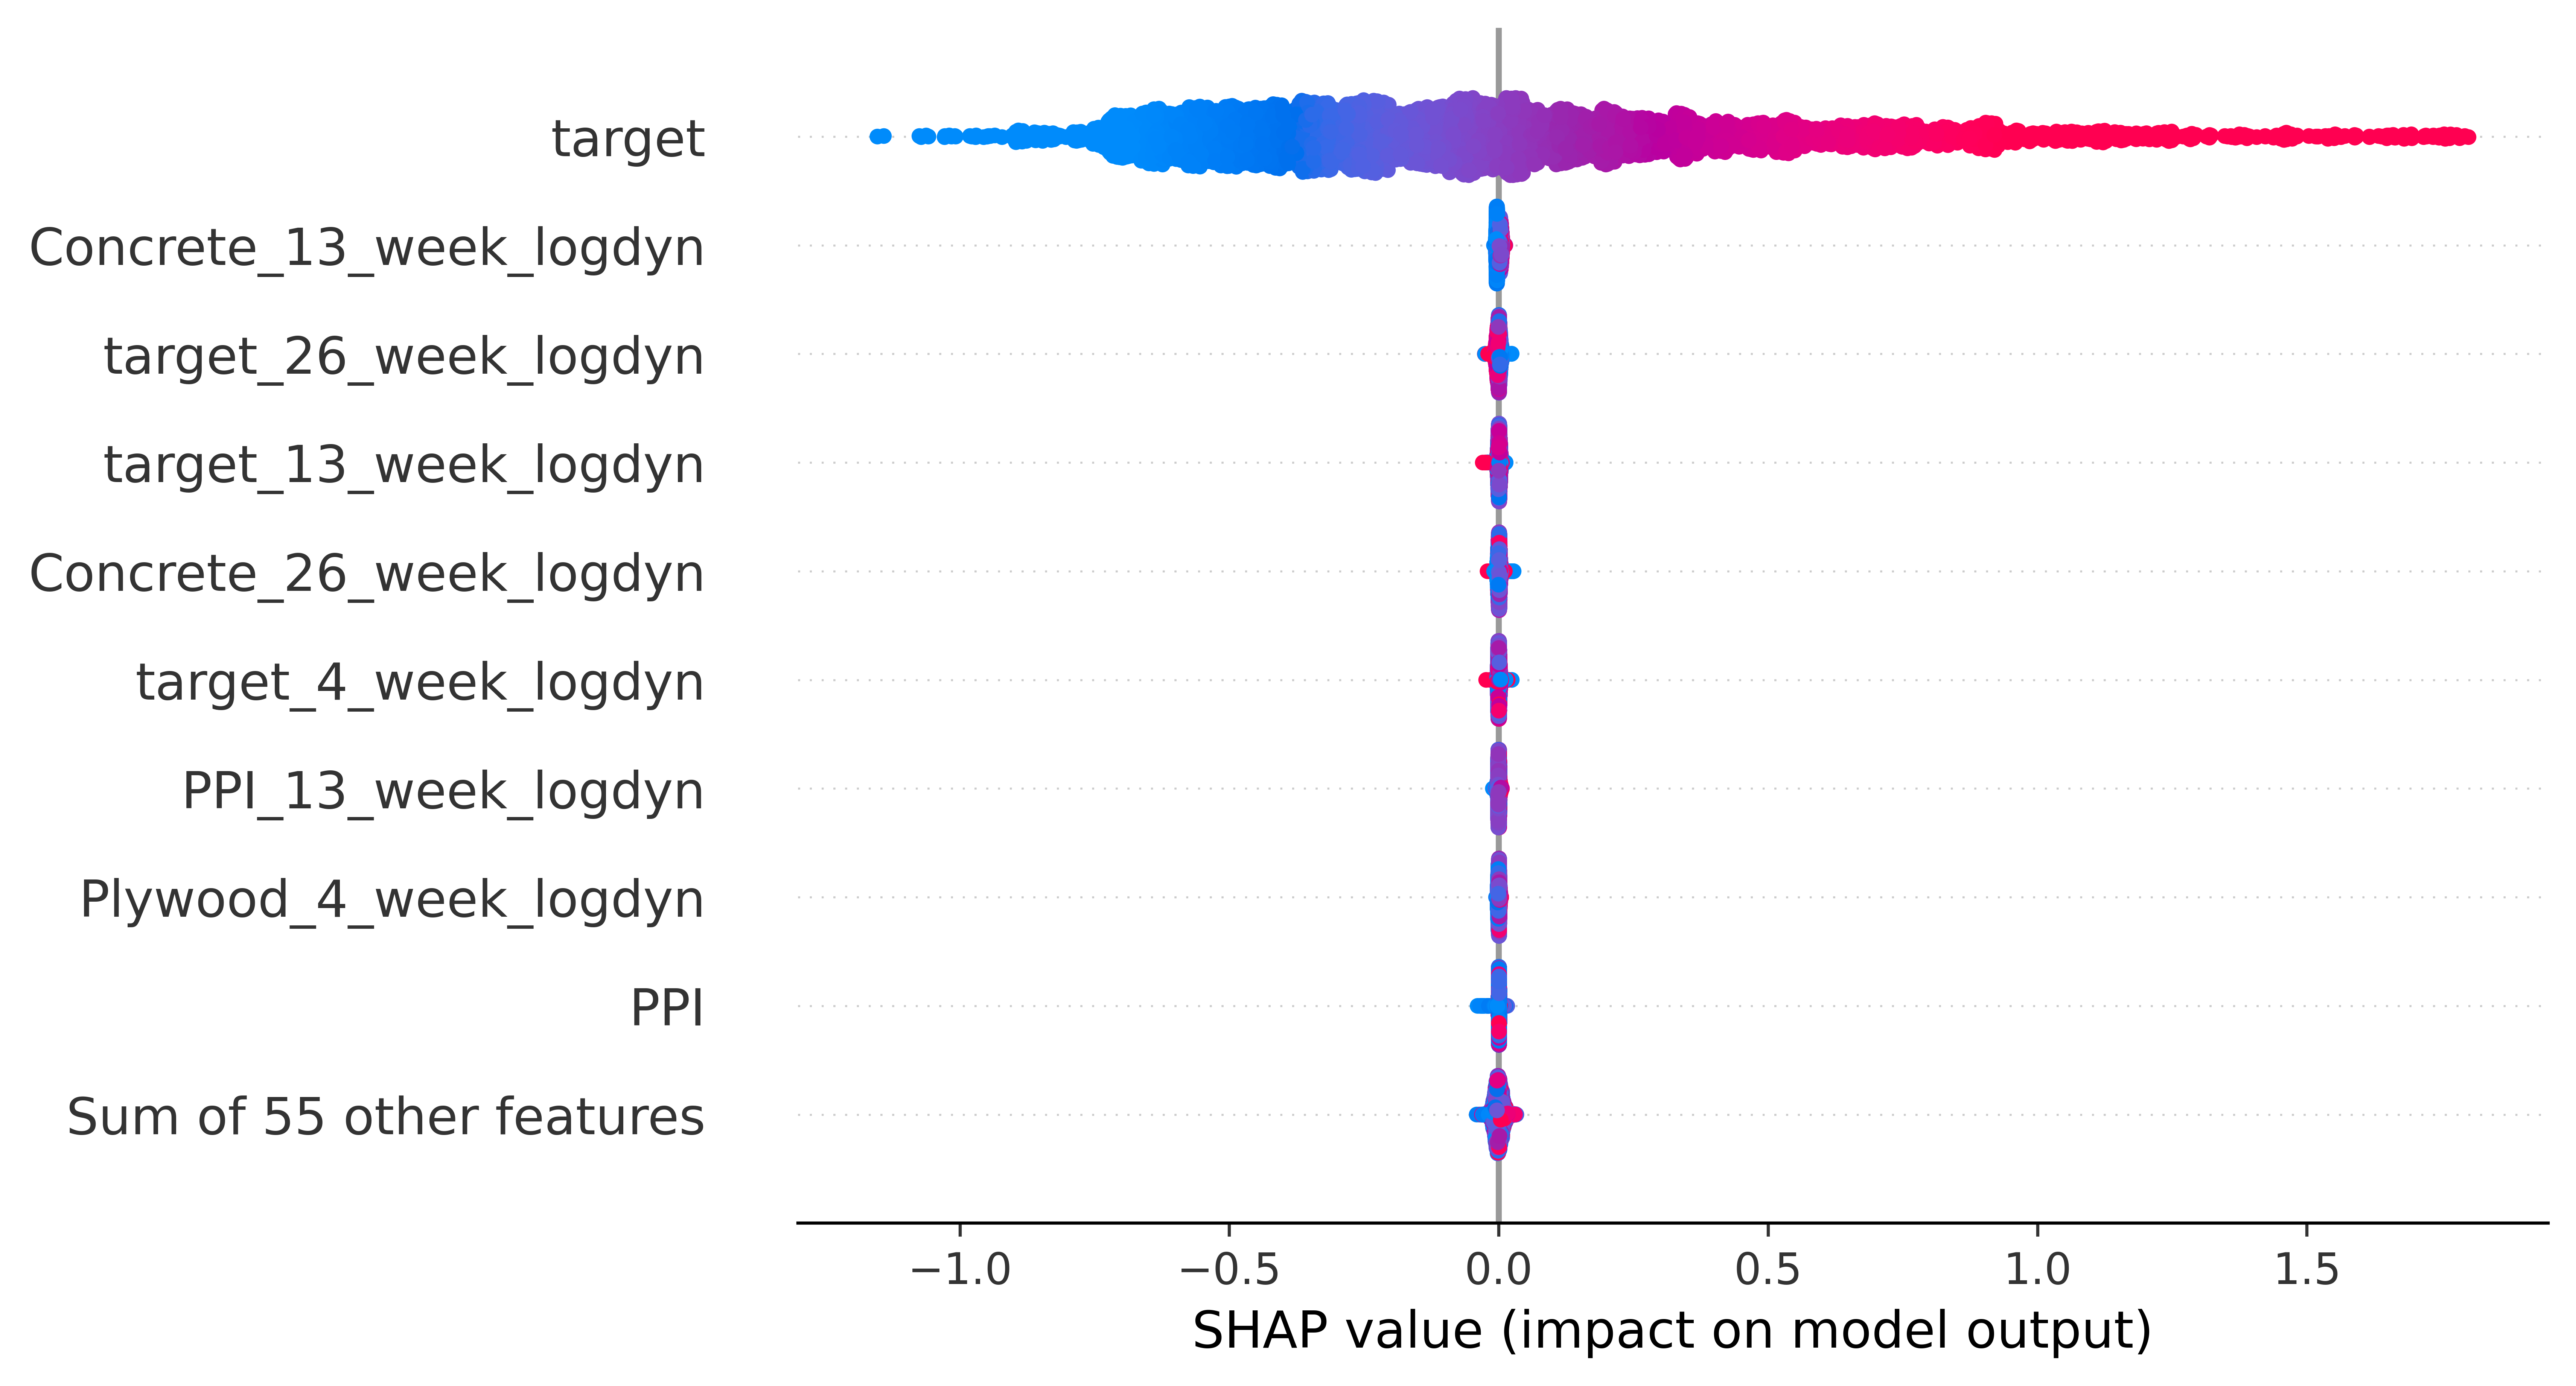 target
Concrete_13_week_logdyn
target_26_week_logdyn
target_13_week_logdyn
Concrete_26_week_logdyn
target_4_week_logdyn
PPI_13_week_logdyn
Plywood_4_week_logdyn
PPI
Sum of 55 other features
−1.0 −0.5 0.0 0.5 1.0 1.5
SHAP value (impact on model output)